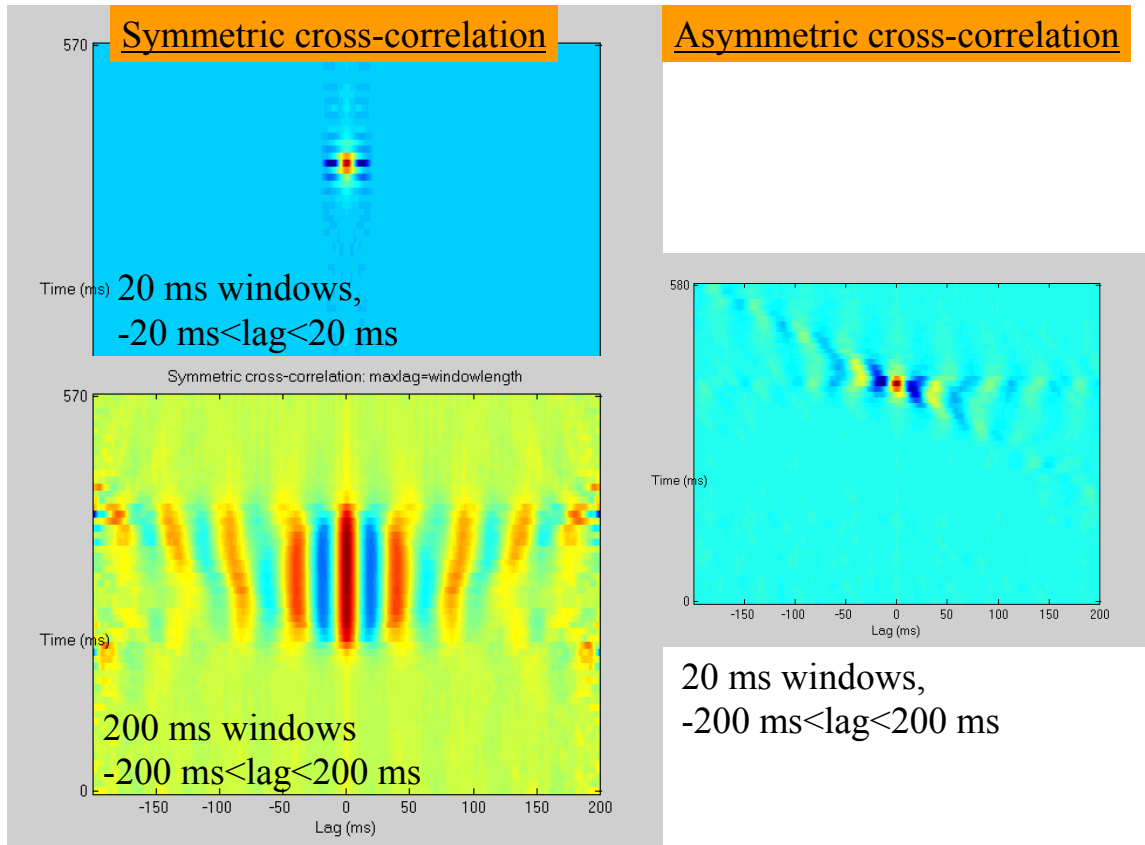 Symmetric cross-correlation
570
Time (ms)
20 ms windows,
-20 ms<lag<20 ms
Symmetric cross-correlation: maxlag=windowlength
570
Time (ms)
200 ms windows
-200 ms<lag<200 ms
0
-150 -100 -50 0 50 100 150 200
Lag (ms)
Asymmetric cross-correlation
580
Time (ms)
0
-150 -100 -50 0 50 100 150 200
Lag (ms)
20 ms windows,
-200 ms<lag<200 ms